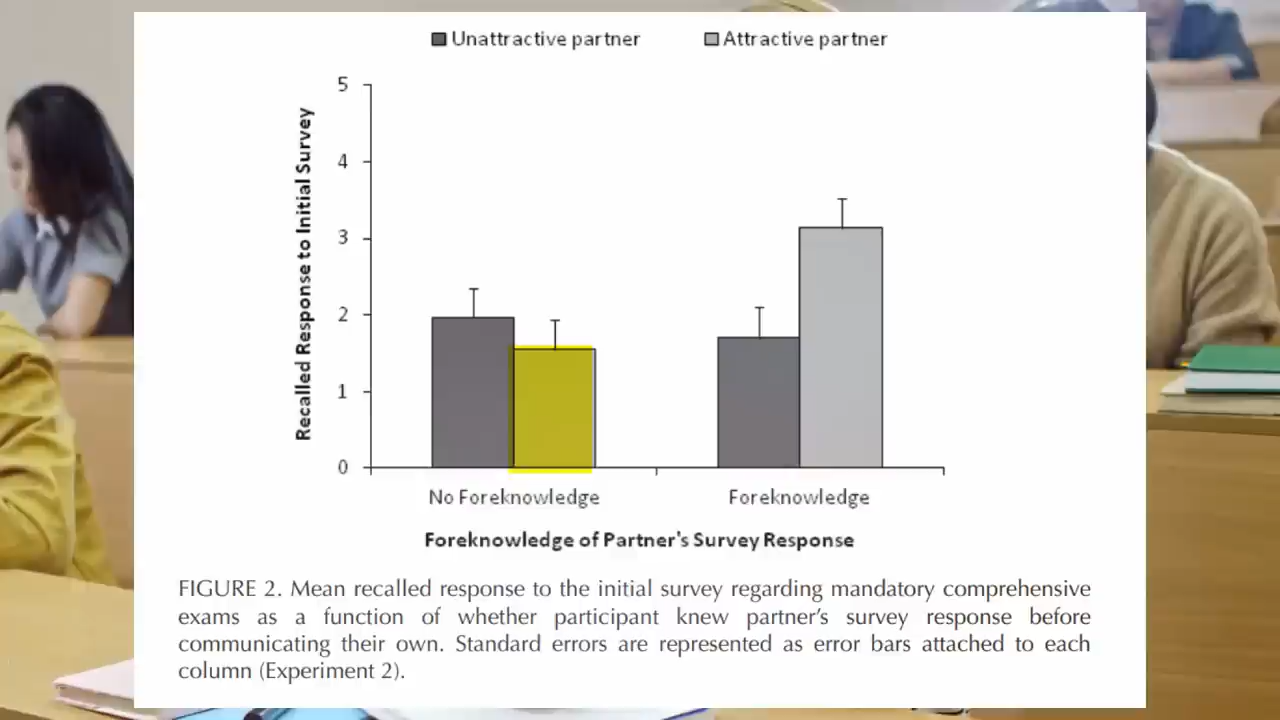 Unattractive partner
Attractive partner
Recalled Response to Initial Survey
5
4
3
2
1
0
No Foreknowledge
Foreknowledge
Foreknowledge of Partner's Survey Response
FIGURE 2. Mean recalled response to the initial survey regarding mandatory comprehensive
exams as a function of whether participant knew partner's survey response before
communicating their own. Standard errors are represented as error bars attached to each
column (Experiment 2).